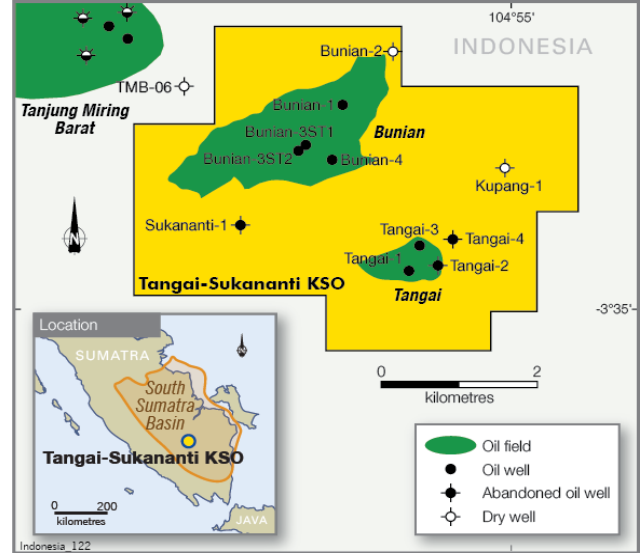 104°55'
INDONESIA
Bunian-2
TMB-06
Tanjung Miring
Barat
Bunian-1
Bunian
Bunian-3ST1
Bunian-3ST2
Bunian-4
Kupang-1
Sukananti-1
Tangai-3
Tangai-4
Tangai-1
Tangai-2
Tangai-Sukananti KSO
Tangai
-3°35'
N
0 2
kilometres
Location
N
SUMATRA
South
Sumatra
Basin
Tangai-Sukananti KSO
0 200
kilometres
JAVA
Oil field
Oil well
Abandoned oil well
Dry well
Indonesia_122